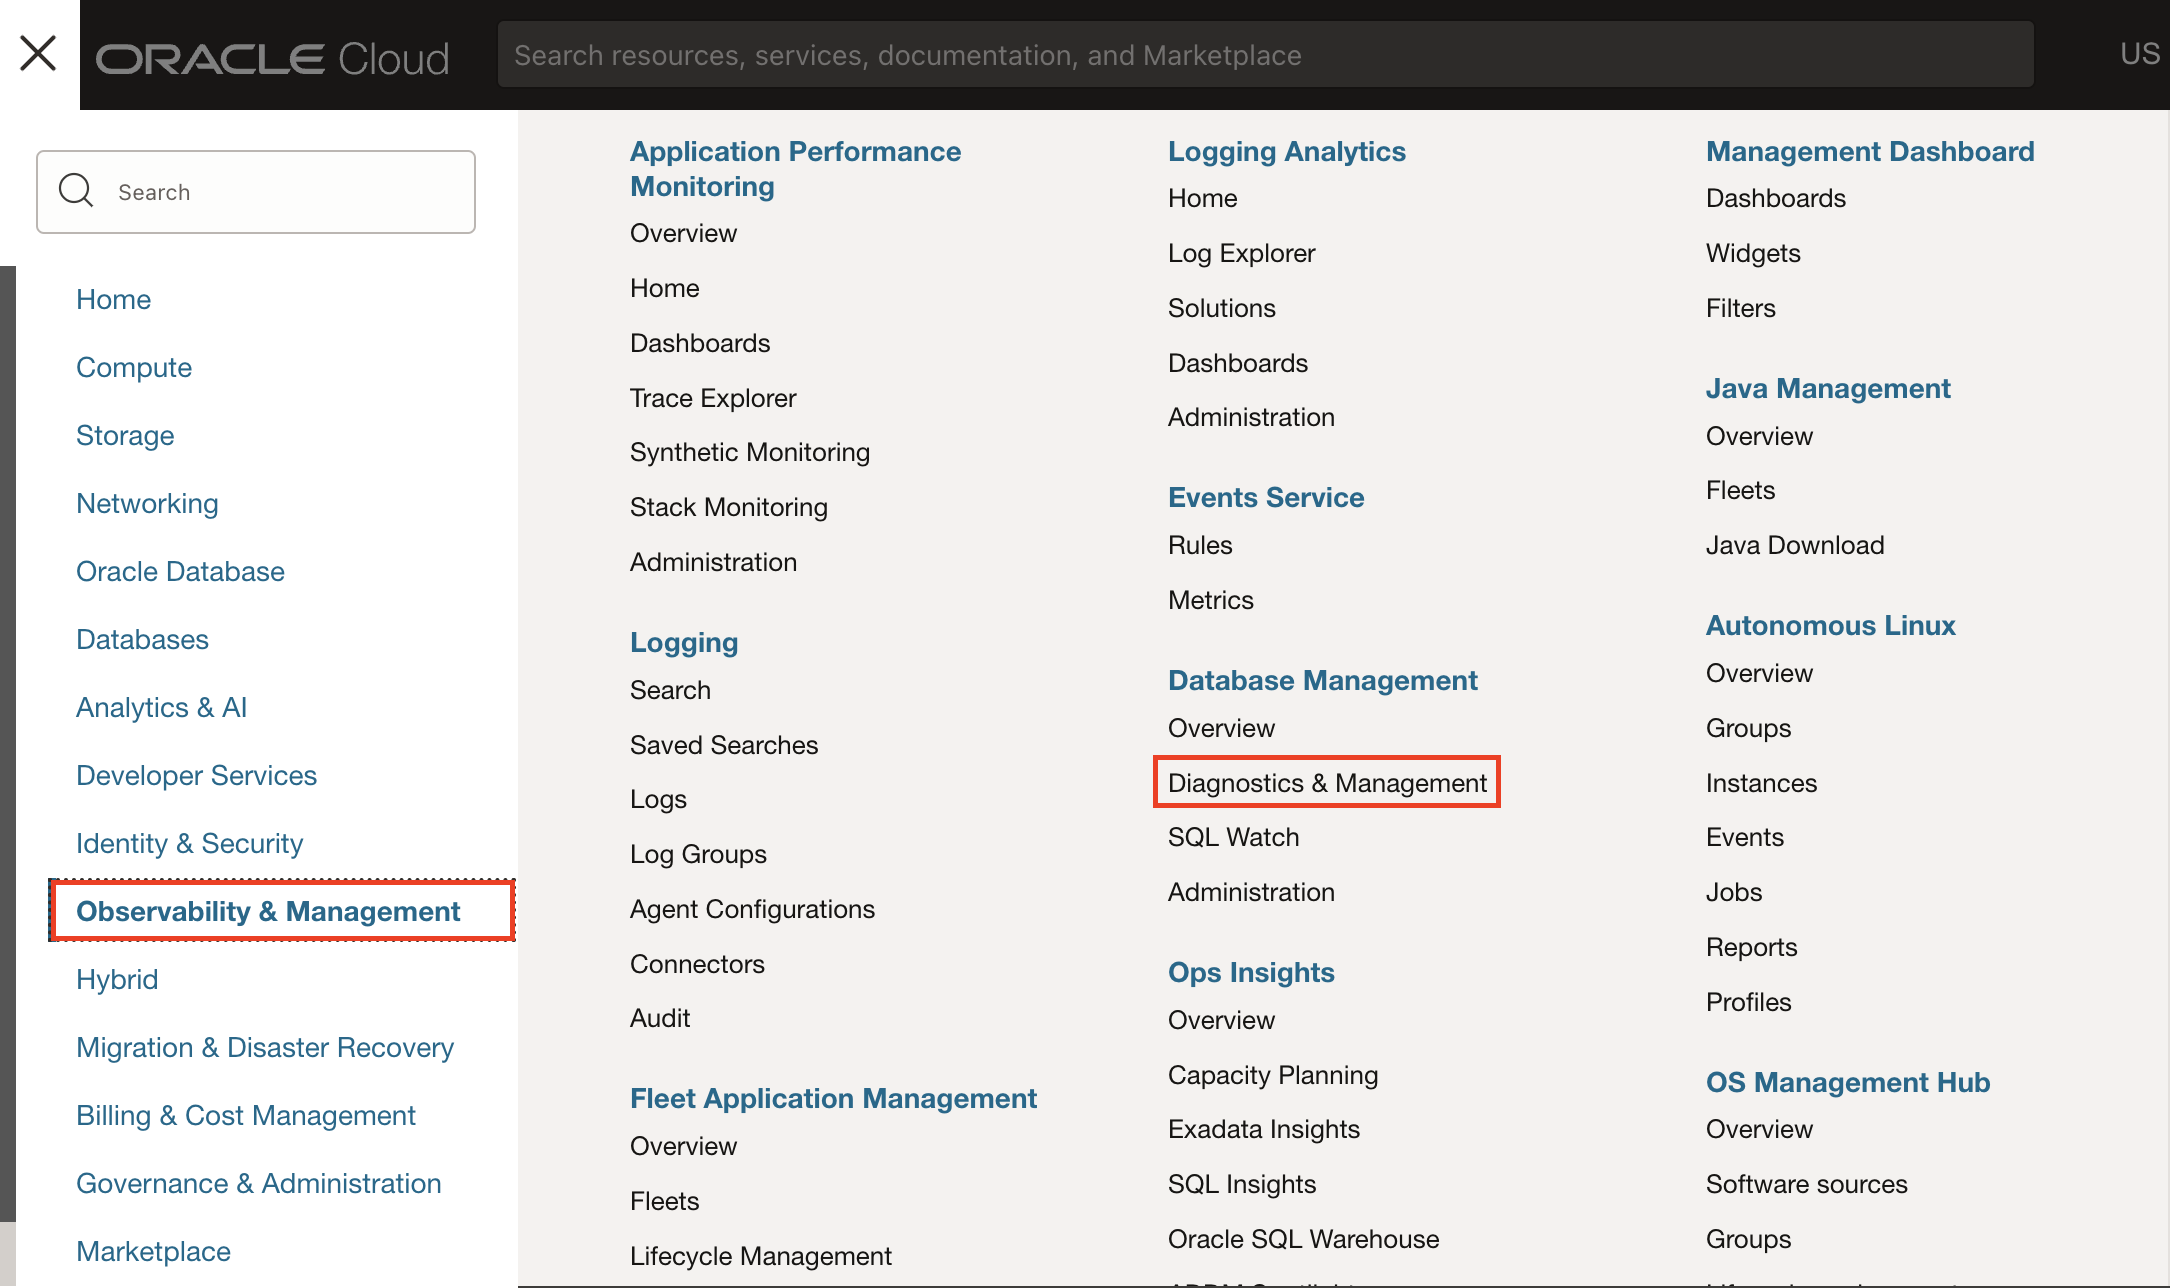 ORACLE Cloud
Search resources, services, documentation, and Marketplace
US
Search
Home
Compute
Storage
Networking
Oracle Database
Databases
Analytics & AI
Developer Services
Identity & Security
Observability & Management
Hybrid
Migration & Disaster Recovery
Billing & Cost Management
Governance & Administration
Marketplace
Application Performance
Monitoring
Overview
Home
Dashboards
Trace Explorer
Synthetic Monitoring
Stack Monitoring
Administration
Logging
Search
Saved Searches
Logs
Log Groups
Agent Configurations
Connectors
Audit
Fleet Application Management
Overview
Fleets
Lifecycle Management
Logging Analytics
Home
Log Explorer
Solutions
Dashboards
Administration
Events Service
Rules
Metrics
Database Management
Overview
Diagnostics & Management
SQL Watch
Administration
Ops Insights
Overview
Capacity Planning
Exadata Insights
SQL Insights
Oracle SQL Warehouse
Management Dashboard
Dashboards
Widgets
Filters
Java Management
Overview
Fleets
Java Download
Autonomous Linux
Overview
Groups
Instances
Events
Jobs
Reports
Profiles
OS Management Hub
Overview
Software sources
Groups